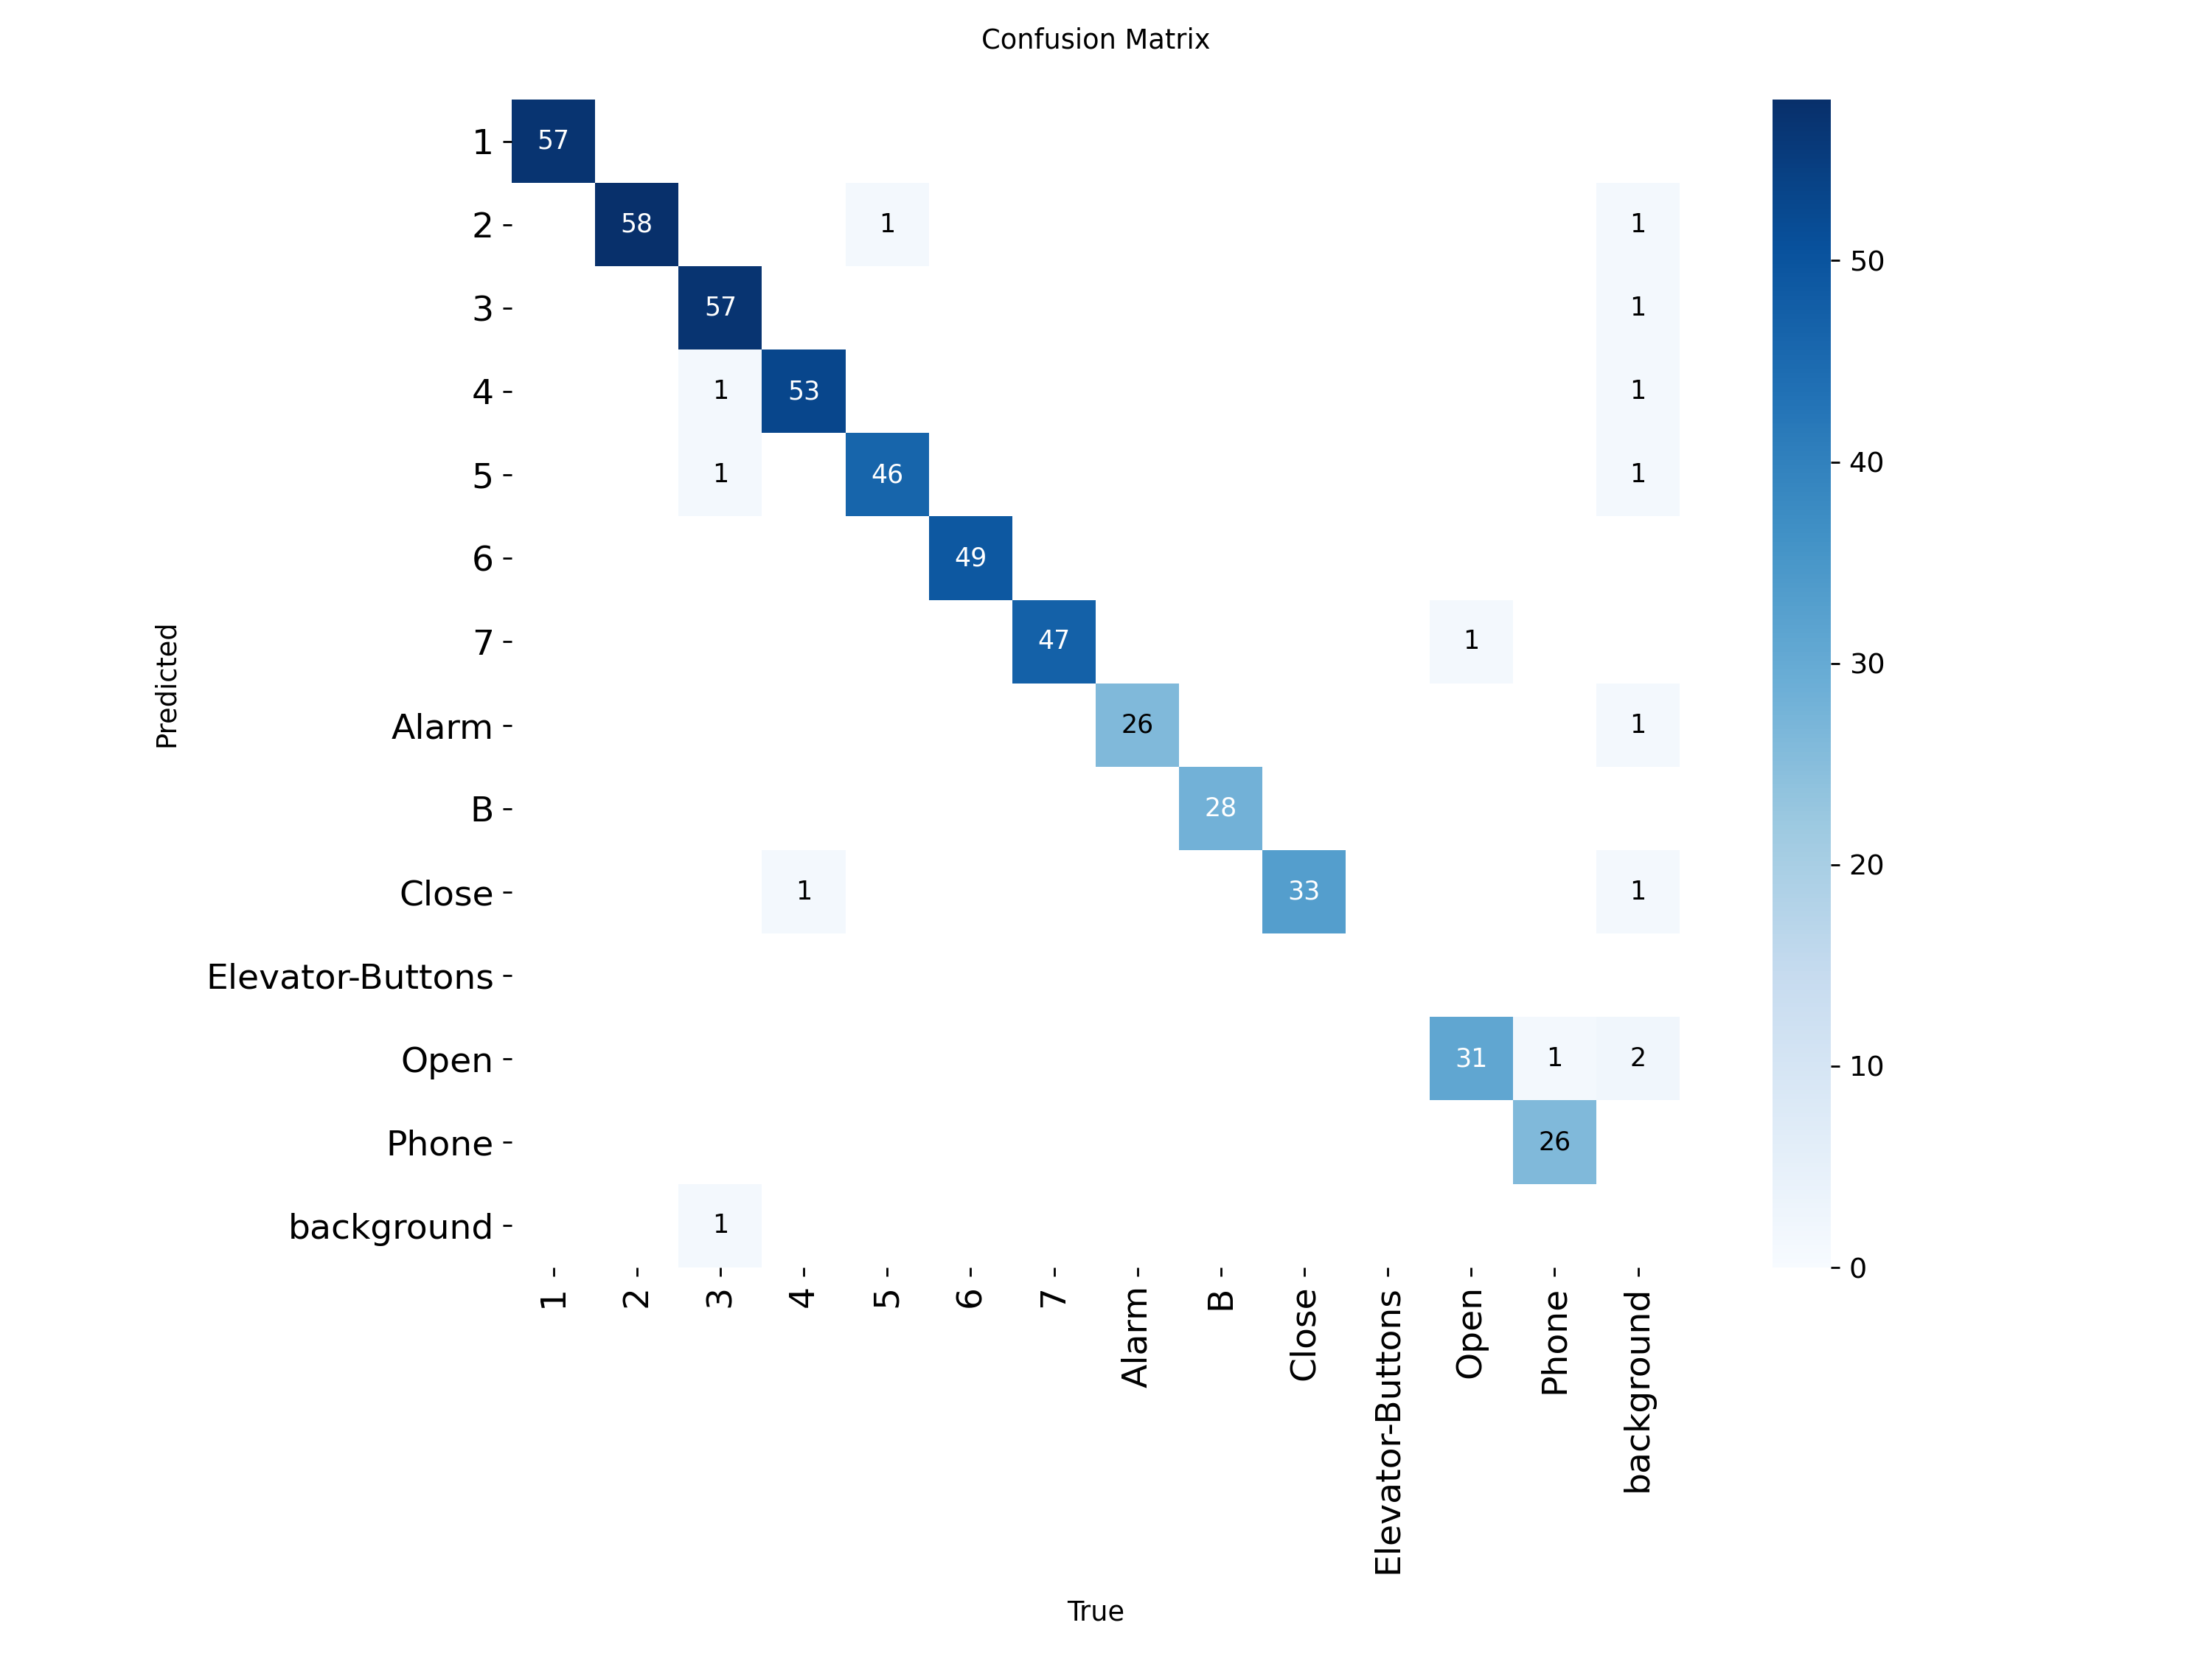 Confusion Matrix
1 57
2 58 1 1
3 57 1
4 1 53 1
5 1 46 1
6 49
7 47 1
Alarm 26 1
B 28
Close 1 33 1
Elevator-Buttons
Open 31 1 2
Phone 26
background 1
Predicted
1 2 3 4 5 6 7 Alarm B Close Elevator-Buttons Open Phone background
True
50
40
30
20
10
0